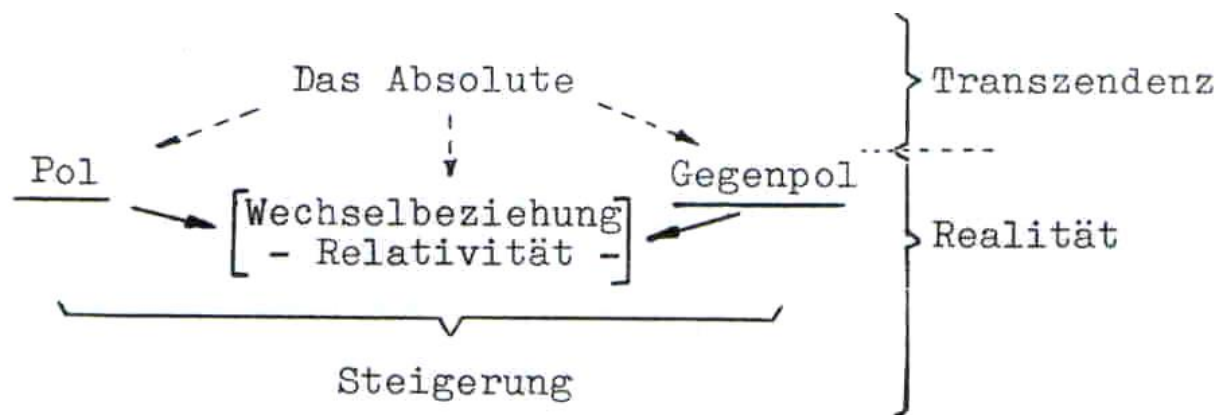 Das Absolute
Transzendenz
Pol
Gegenpol
Wechselbeziehung
- Relativität -
Realität
Steigerung